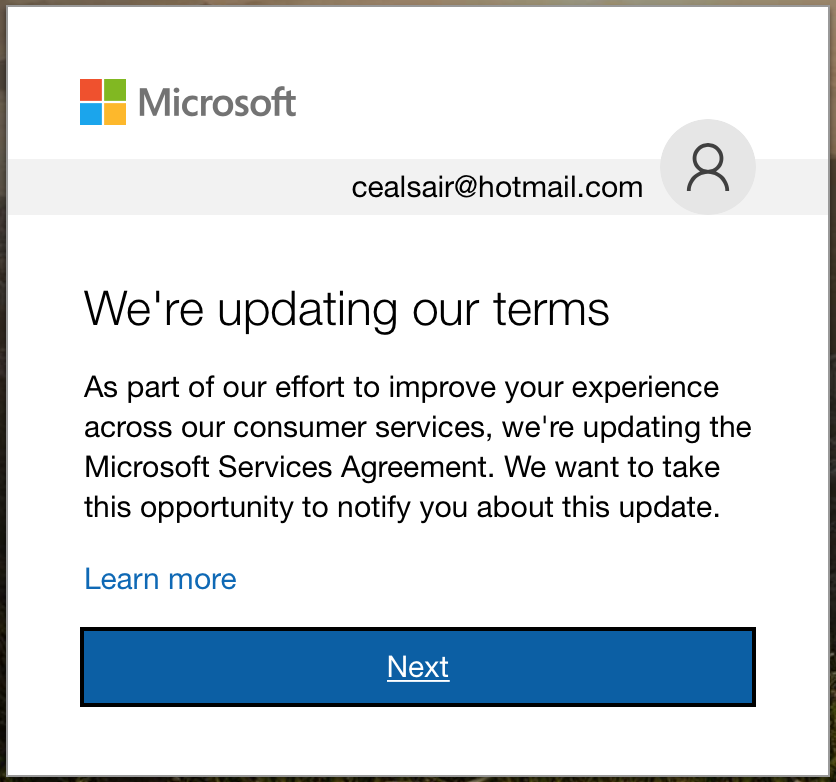 Microsoft
cealsair@hotmail.com
We're updating our terms
As part of our effort to improve your experience
across our consumer services, we're updating the
Microsoft Services Agreement. We want to take
this opportunity to notify you about this update.
Learn more
Next